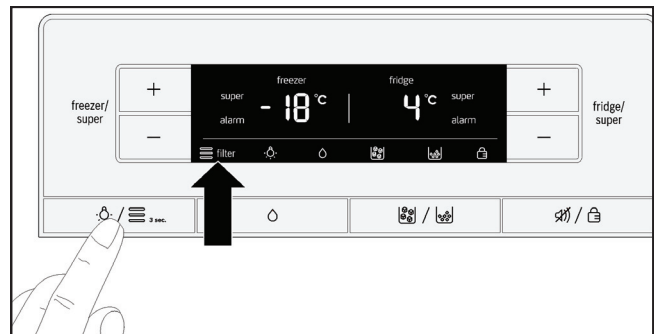 freezer/
super
+
−
freezer
super
alarm
- 18 °C
fridge
4 °C
super
alarm
filter
+
−
fridge/
super
/ 3 sec.
/
/